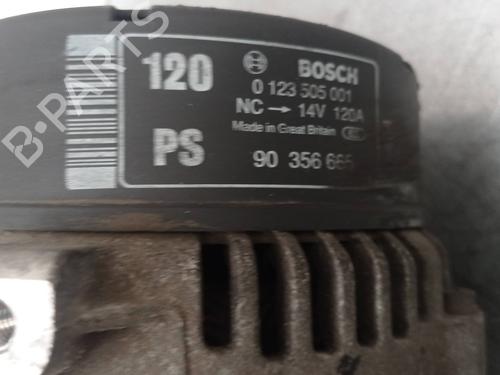 120
BOSCH
0 123 505 001
NC → 14V 120A
Made in Great Britain
PS
90 356 665
B-PARTS